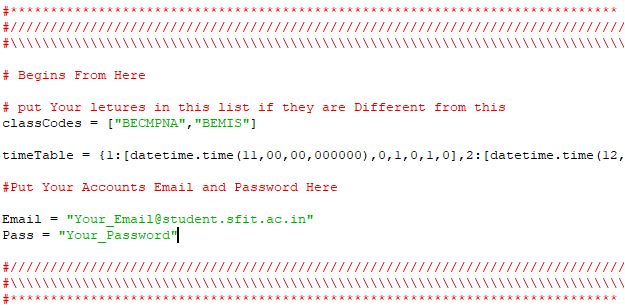 #****************************************************************************
#//////////////////////////////////////////////////////////////////////////////
#\\\\\\\\\\\\\\\\\\\\\\\\\\\\\\\\\\\\\\\\\\\\\\\\\\\\\\\\\\\\\\\\\\\\\\\\\\\\\\
# Begins From Here
# put Your letures in this list if they are Different from this
classCodes = ["BECMPNA","BEMIS"]
timeTable = {1:[datetime.time(11,00,00,000000),0,1,0,1,0],2:[datetime.time(12,
#Put Your Accounts Email and Password Here
Email = "Your_Email@student.sfit.ac.in"
Pass = "Your_Password"
#//////////////////////////////////////////////////////////////////////////////
#\\\\\\\\\\\\\\\\\\\\\\\\\\\\\\\\\\\\\\\\\\\\\\\\\\\\\\\\\\\\\\\\\\\\\\\\\\\\\\
#****************************************************************************